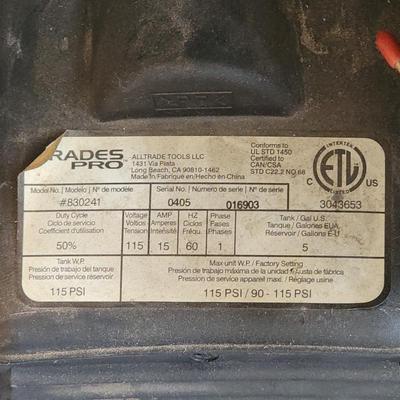 RADES
PRO
ALLTRADE TOOLS LLC
1431 Via Plata
Long Beach, CA 90810-1462
Made in/Fabrique en/Hecho en-China
Conforms to
UL STD 1450
Certified to
CAN/CSA
STD C22.2 NO 68
INTERTEK
ETL
C US
Model No. / Modelo / Nº de modèle
#830241
Serial No. / Número de serie / Nº de série
0405 016903
3043653
Duty Cycle
Ciclo de servicio
Coefficient d'utilisation
50%
Voltage
Voltios
Tension
115
AMP
Amperios
Intensité
15
HZ
Ciclos
Fréqu.
60
Phase
Fases
Phases
1
Tank / Gal U.S.
Tanque / Galones EUA
Réservoir / Gallons É-U
5
Tank W.P.
Presión de trabajo del tanque
Pression de service réservoir
115 PSI
Max unit W.P. / Factory Setting
Presión de trabajo máxima de la unidad / Ajuste de fábrica
Pression de service appareil maxi. / Réglage usine
115 PSI / 90 - 115 PSI